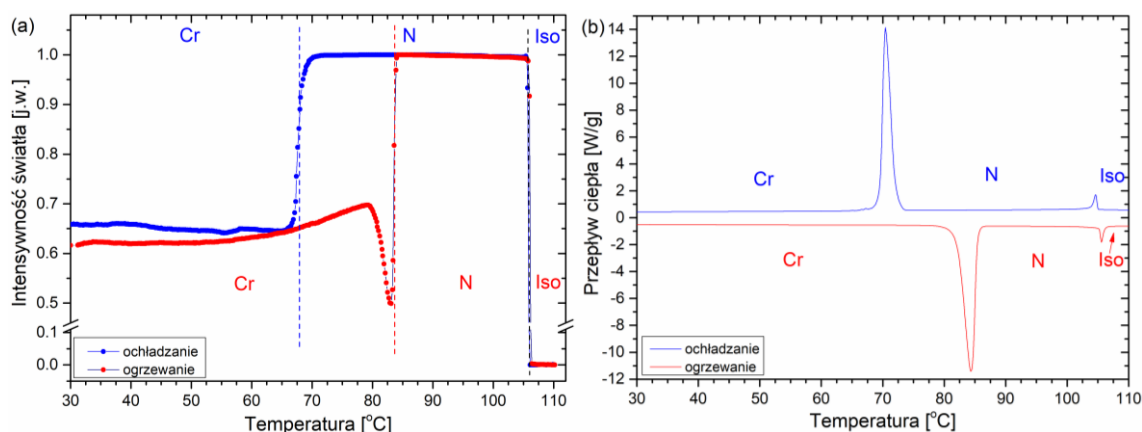 (a)
Cr
N
Iso
Intensywność światła [j.w.]
1.0
0.9
0.8
0.7
0.6
0.5
0.1
0.0
Cr
N
Iso
ochładzanie
ogrzewanie
30 40 50 60 70 80 90 100 110
Temperatura [°C]
(b)
Przepływ ciepła [W/g]
14
12
10
8
6
4
2
0
-2
-4
-6
-8
-10
-12
Cr
N
Iso
Cr
N
Iso
ochładzanie
ogrzewanie
30 40 50 60 70 80 90 100 110
Temperatura [°C]